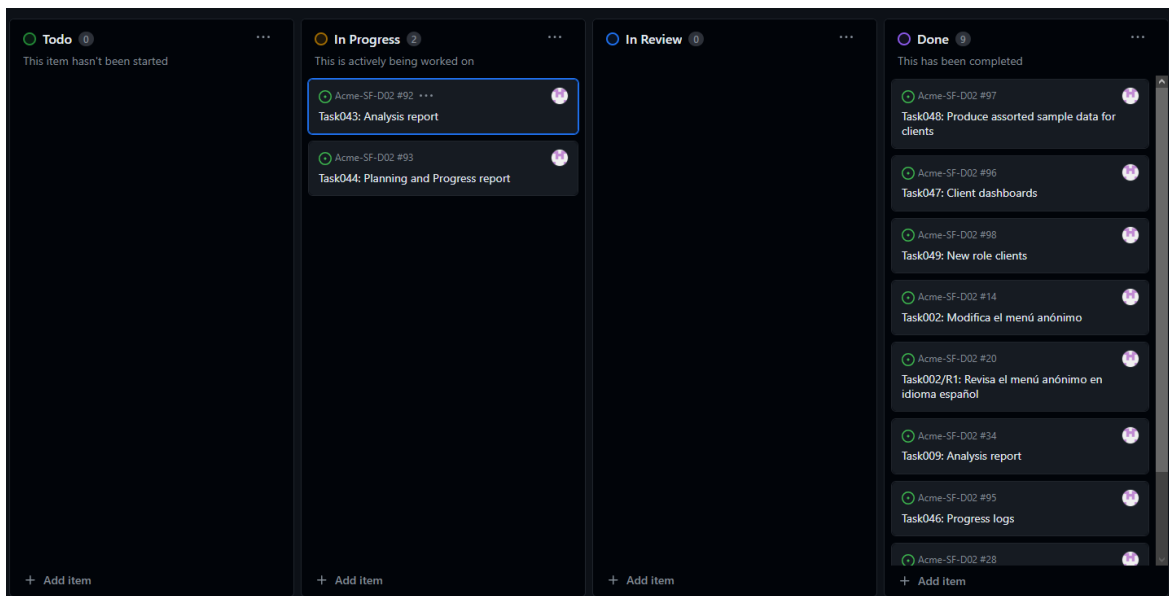 Todo 0
This item hasn't been started
+ Add item
In Progress 2
This is actively being worked on
Acme-SF-D02 #92
Task043: Analysis report
Acme-SF-D02 #93
Task044: Planning and Progress report
+ Add item
In Review 0
+ Add item
Done 9
This has been completed
Acme-SF-D02 #97
Task048: Produce assorted sample data for
clients
Acme-SF-D02 #96
Task047: Client dashboards
Acme-SF-D02 #98
Task049: New role clients
Acme-SF-D02 #14
Task002: Modifica el menú anónimo
Acme-SF-D02 #20
Task002/R1: Revisa el menú anónimo en
idioma español
Acme-SF-D02 #34
Task009: Analysis report
Acme-SF-D02 #95
Task046: Progress logs
Acme-SF-D02 #28
+ Add item